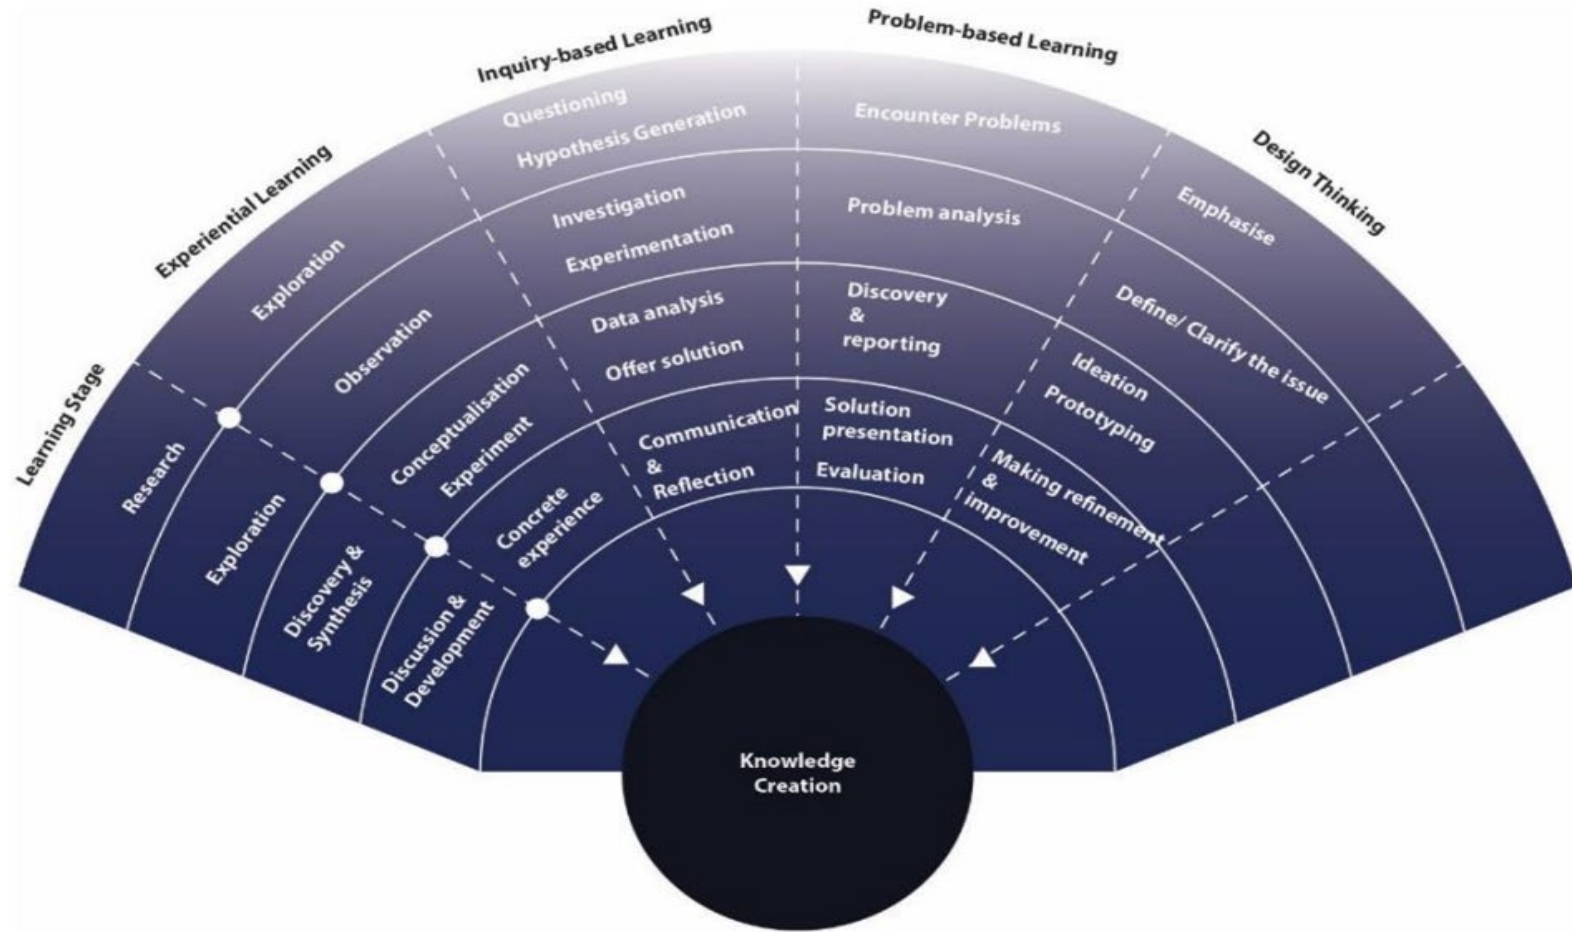 Learning Stage
Research
Exploration
Discovery &
Synthesis
Discussion &
Development
Experiential Learning
Exploration
Observation
Conceptualisation
Experiment
Concrete
experience
Inquiry-based Learning
Questioning
Hypothesis Generation
Investigation
Experimentation
Data analysis
Offer solution
Communication
&
Reflection
Problem-based Learning
Encounter Problems
Problem analysis
Discovery
&
reporting
Solution
presentation
Evaluation
Design Thinking
Emphasise
Define/ Clarify the issue
Ideation
Prototyping
Making refinement
&
improvement
Knowledge
Creation